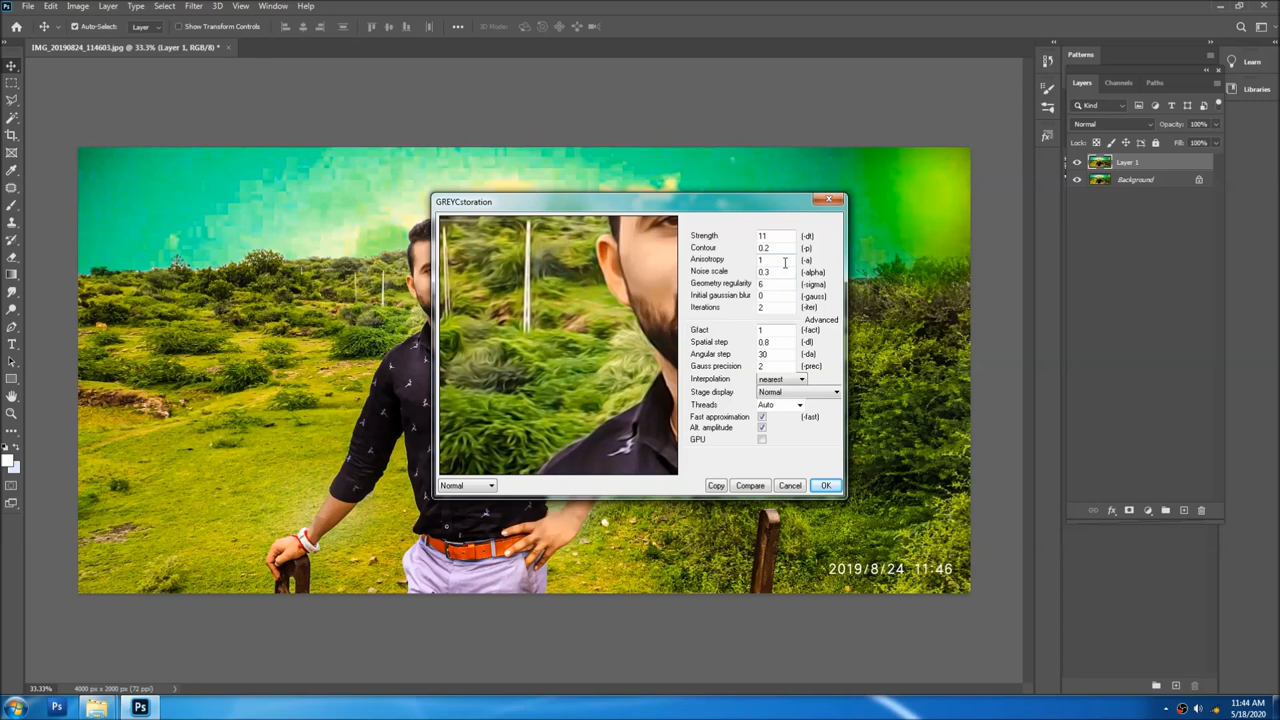 File Edit Image Layer Type Select Filter 3D View Window Help
Auto-Select: Layer Show Transform Controls 3D Mode:
IMG_20190824_114603.jpg @ 33.3% (Layer 1, RGB/8) *
Patterns
Learn
Libraries
Layers Channels Paths
Kind
Normal Opacity: 100%
Lock: Fill: 100%
Layer 1
Background
GREYCstoration
Strength 11 (-dt)
Contour 0.2 (-p)
Anisotropy 1 (-a)
Noise scale 0.3 (-alpha)
Geometry regularity 6 (-sigma)
Initial gaussian blur 0 (-gauss)
Iterations 2 (-iter)
Advanced
Gfact 1 (-fact)
Spatial step 0.8 (-dl)
Angular step 30 (-da)
Gauss precision 2 (-prec)
Interpolation nearest
Stage display Normal
Threads Auto
Fast approximation (-fast)
Alt. amplitude
GPU
Normal Copy Compare Cancel OK
2019/8/24 11:46
33.33% 4000 px x 2000 px (72 ppi)
Ps Ps
11:44 AM
5/18/2020